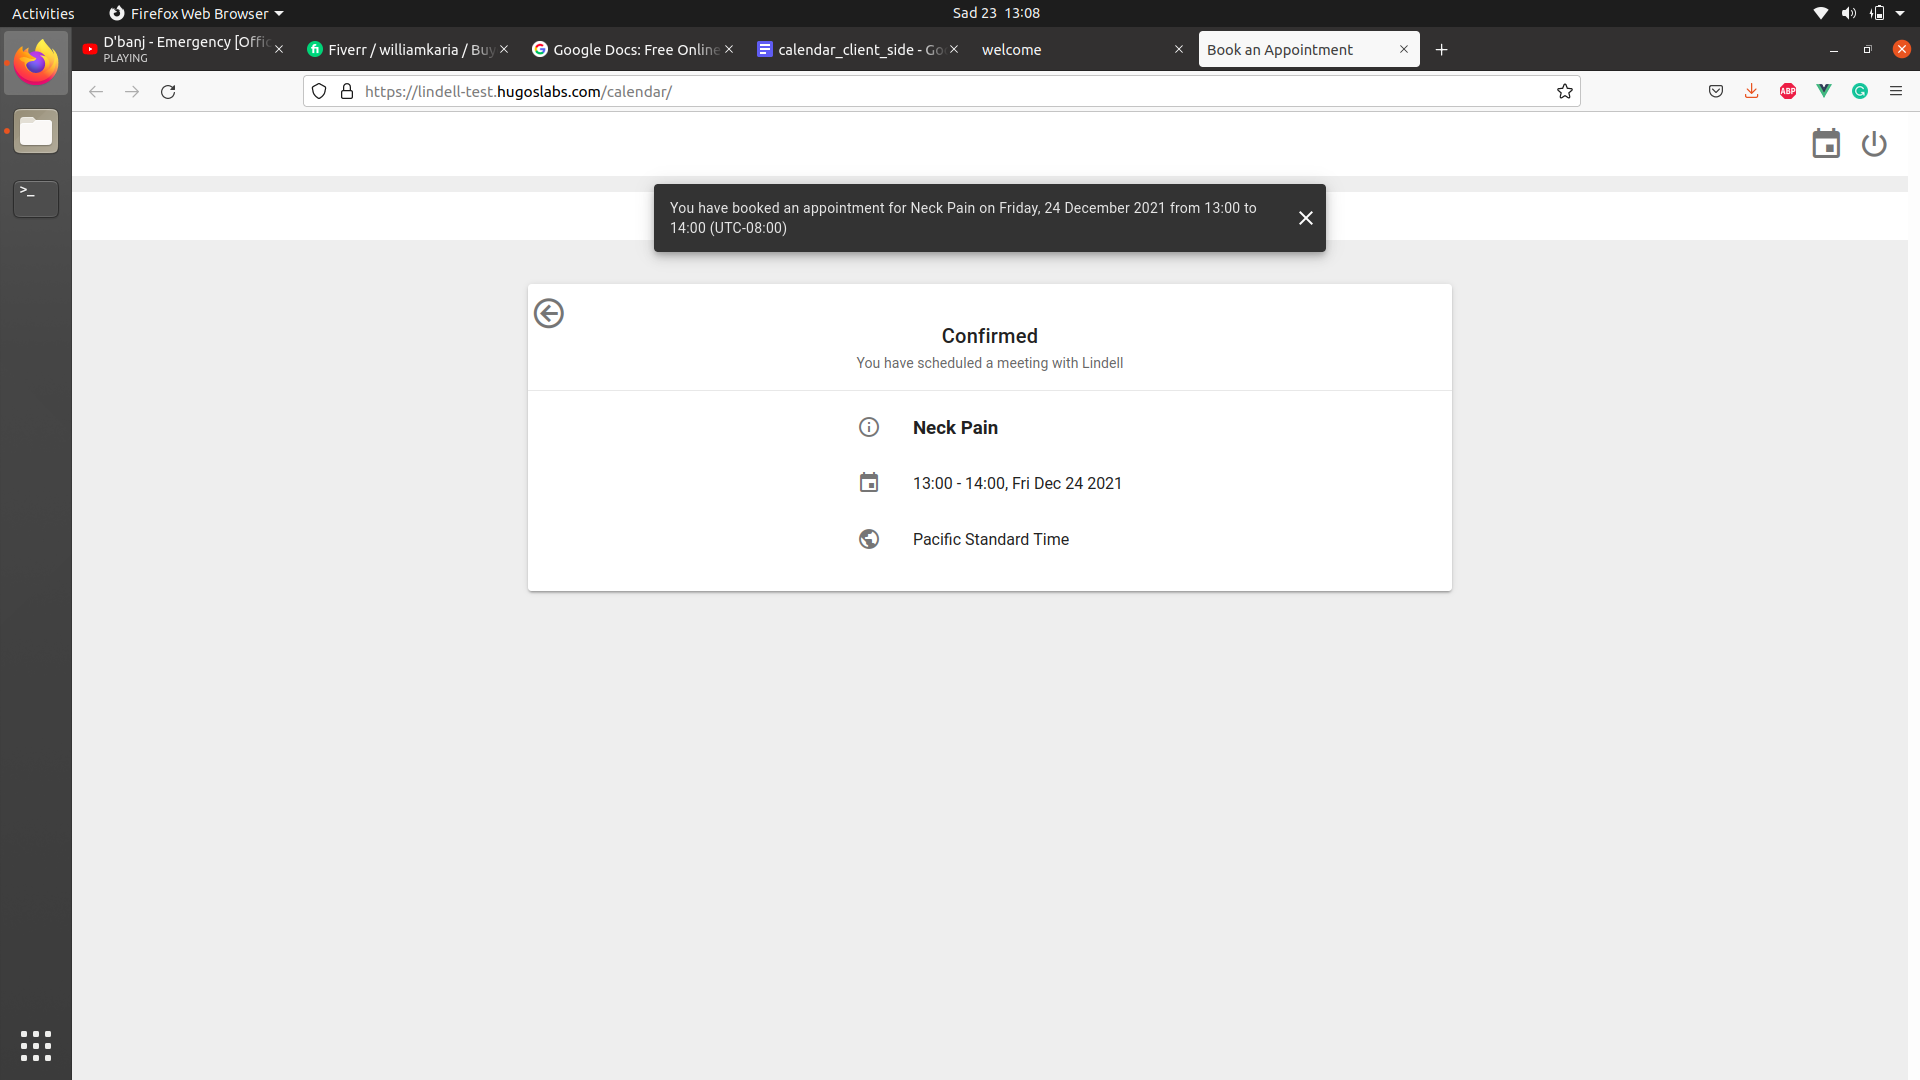 Activities
Firefox Web Browser
Sad 23 13:08
D'banj - Emergency [Offic
PLAYING
Fiverr / williamkaria / Buy
Google Docs: Free Online
calendar_client_side - Go
welcome
Book an Appointment
https://lindell-test.hugoslabs.com/calendar/
ABP
>_
You have booked an appointment for Neck Pain on Friday, 24 December 2021 from 13:00 to
14:00 (UTC-08:00)
Confirmed
You have scheduled a meeting with Lindell
Neck Pain
13:00 - 14:00, Fri Dec 24 2021
Pacific Standard Time